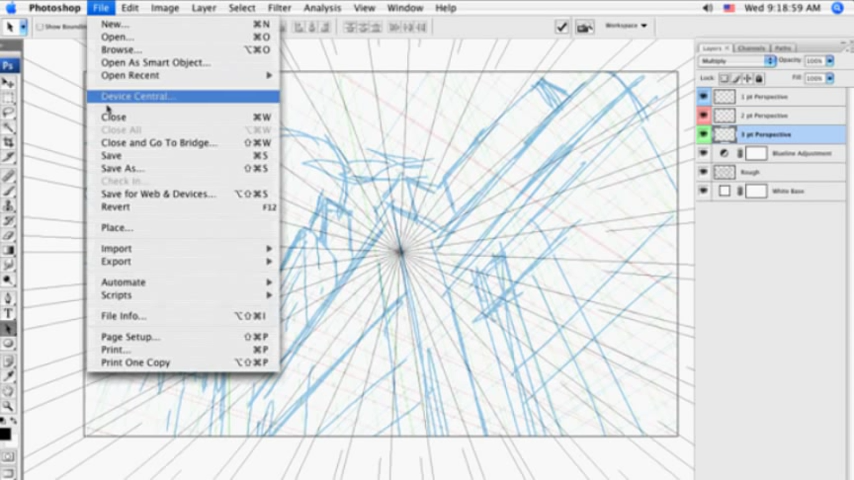 Photoshop File Edit Image Layer Select Filter Analysis View Window Help Wed 9:18:59 AM
Show Bounding Workspace
New... ⌘N
Open... ⌘O
Browse... ⌥⌘O
Open As Smart Object...
Open Recent
Device Central...
Close ⌘W
Close All ⌥⌘W
Close and Go To Bridge... ⇧⌘W
Save ⌘S
Save As... ⇧⌘S
Check In...
Save for Web & Devices... ⌥⇧⌘S
Revert F12
Place...
Import
Export
Automate
Scripts
File Info... ⌥⇧⌘I
Page Setup... ⇧⌘P
Print... ⌘P
Print One Copy ⌥⇧⌘P
Ps
T
Layers Channels Paths
Multiply Opacity: 100%
Lock: Fill: 100%
1 pt Perspective
2 pt Perspective
3 pt Perspective
Blueline Adjustment
Rough
White Base